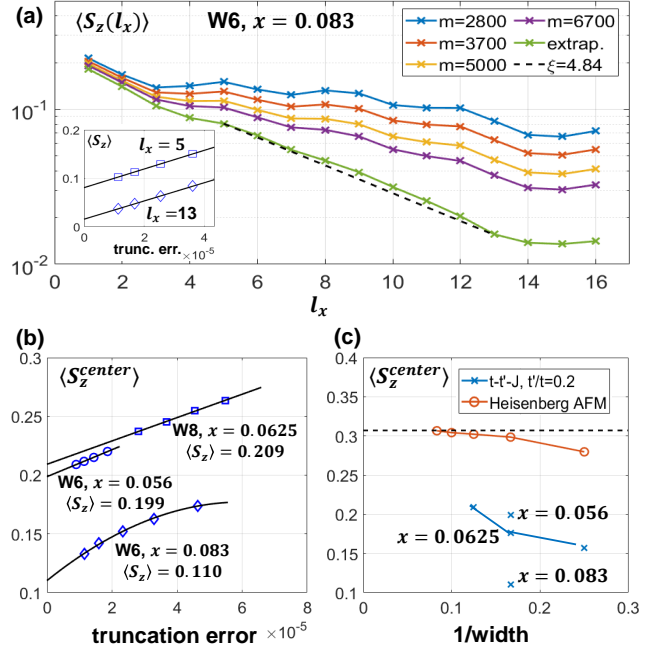 (a)
⟨S_z(l_x)⟩
W6, x = 0.083
m=2800
m=3700
m=5000
m=6700
extrap.
ξ=4.84
10^-1
10^-2
0 2 4 6 8 10 12 14 16
l_x
⟨S_z⟩
0.2
0.1
0
l_x = 5
l_x = 13
0 2 4
trunc. err. ×10^-5
(b)
⟨S_z^center⟩
0.3
0.25
0.2
0.15
0.1
W8, x = 0.0625
⟨S_z⟩ = 0.209
W6, x = 0.056
⟨S_z⟩ = 0.199
W6, x = 0.083
⟨S_z⟩ = 0.110
0 2 4 6 8
truncation error ×10^-5
(c)
⟨S_z^center⟩
t-t'-J, t'/t=0.2
Heisenberg AFM
0.4
0.35
0.3
0.25
0.2
0.15
0.1
x = 0.056
x = 0.0625
x = 0.083
0 0.1 0.2 0.3
1/width